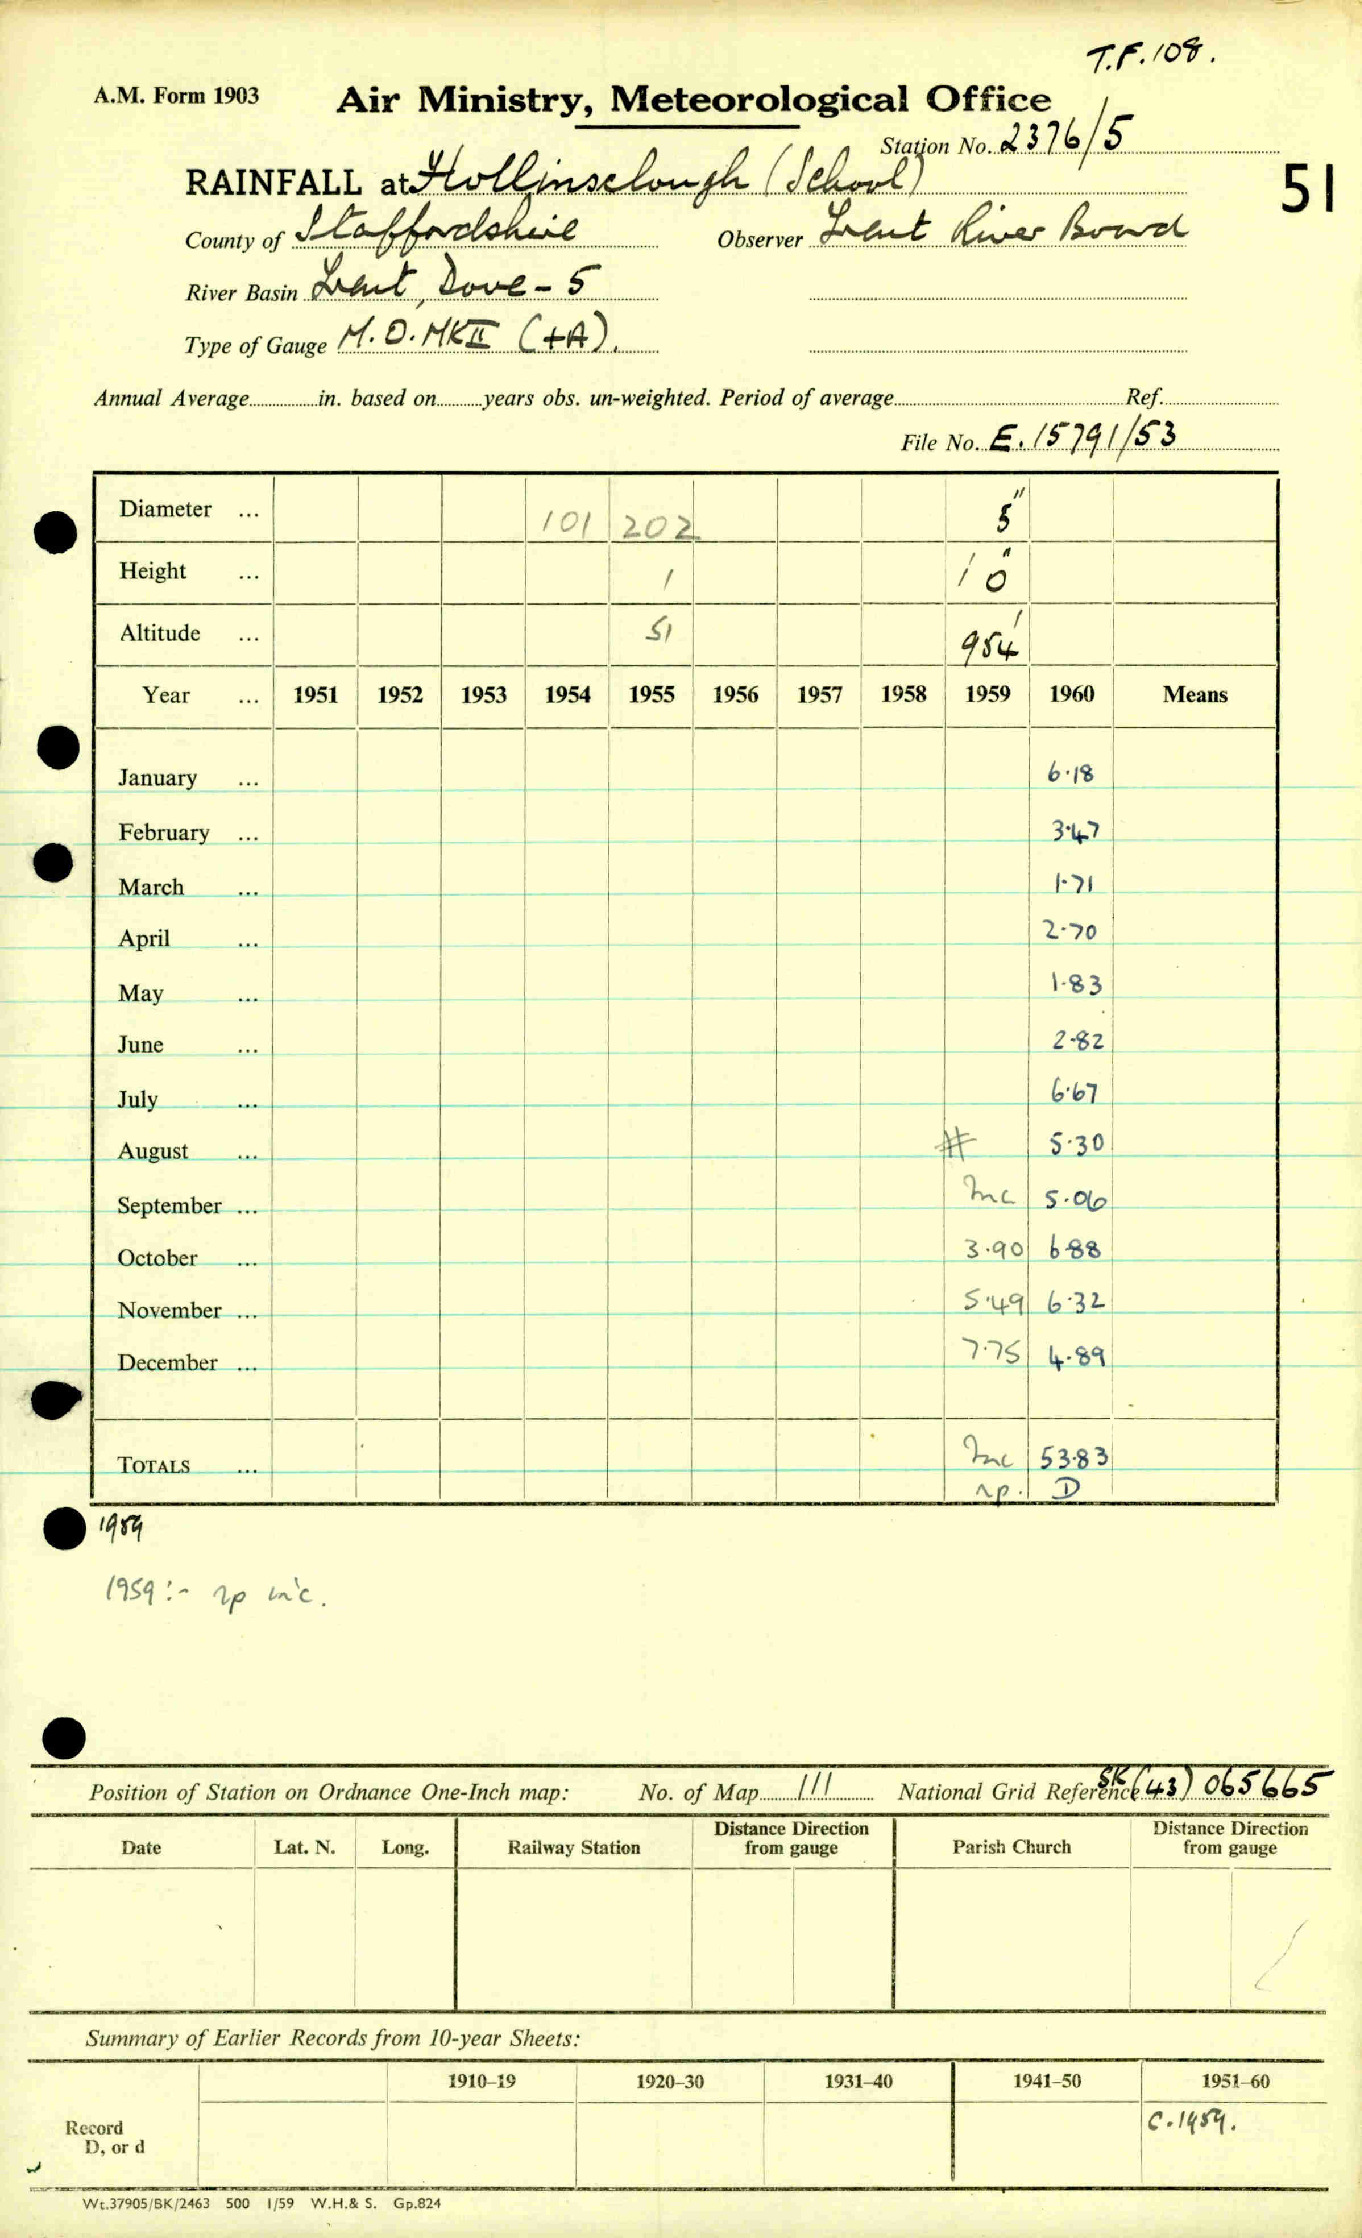 T.F. 108.
A.M. Form 1903
Air Ministry, Meteorological Office
Station No. 2376/5
51
RAINFALL at Hollinsclough (School)
County of Staffordshire Observer Trent River Board
River Basin Trent, Dove - 5
Type of Gauge M.O. MK II (+A).
Annual Average in. based on years obs. un-weighted. Period of average Ref.
File No. E. 15791/53
Diameter ... 101 202 5"
Height ... 1 1' 0"
Altitude ... 51 954'
Year ... 1951 1952 1953 1954 1955 1956 1957 1958 1959 1960 Means
January ... 6.18
February ... 3.47
March ... 1.71
April ... 2.70
May ... 1.83
June ... 2.82
July ... 6.67
August ... # 5.30
September ... Inc 5.06
October ... 3.90 6.88
November ... 5.49 6.32
December ... 7.75 4.89
TOTALS ... Inc 53.83
np. D
1959
1959 :- np inc.
Position of Station on Ordnance One-Inch map: No. of Map 111 National Grid Reference SK (43) 065665
Date Lat. N. Long. Railway Station Distance Direction from gauge Parish Church Distance Direction from gauge
Summary of Earlier Records from 10-year Sheets:
1910–19 1920–30 1931–40 1941–50 1951–60
Record
D, or d
C. 1959.
Wt.37905/BK/2463 500 1/59 W.H.& S. Gp.824